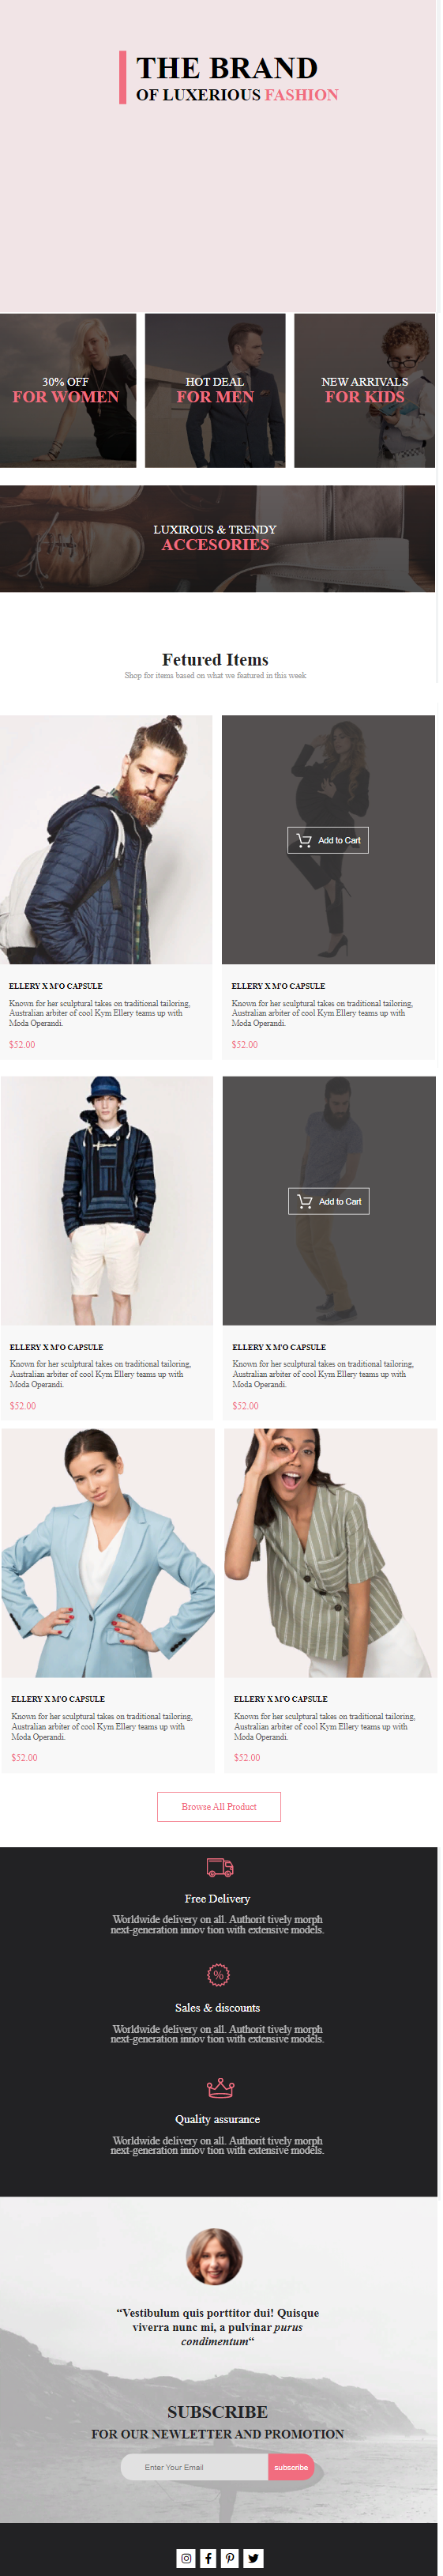 THE BRAND
OF LUXERIOUS FASHION
30% OFF
FOR WOMEN
HOT DEAL
FOR MEN
NEW ARRIVALS
FOR KIDS
LUXIROUS & TRENDY
ACCESORIES
Fetured Items
Shop for items based on what we featured in this week
Add to Cart
ELLERY X M'O CAPSULE
Known for her sculptural takes on traditional tailoring,
Australian arbiter of cool Kym Ellery teams up with
Moda Operandi.
$52.00
ELLERY X M'O CAPSULE
Known for her sculptural takes on traditional tailoring,
Australian arbiter of cool Kym Ellery teams up with
Moda Operandi.
$52.00
Add to Cart
ELLERY X M'O CAPSULE
Known for her sculptural takes on traditional tailoring,
Australian arbiter of cool Kym Ellery teams up with
Moda Operandi.
$52.00
ELLERY X M'O CAPSULE
Known for her sculptural takes on traditional tailoring,
Australian arbiter of cool Kym Ellery teams up with
Moda Operandi.
$52.00
ELLERY X M'O CAPSULE
Known for her sculptural takes on traditional tailoring,
Australian arbiter of cool Kym Ellery teams up with
Moda Operandi.
$52.00
ELLERY X M'O CAPSULE
Known for her sculptural takes on traditional tailoring,
Australian arbiter of cool Kym Ellery teams up with
Moda Operandi.
$52.00
Browse All Product
Free Delivery
Worldwide delivery on all. Authorit tively morph
next-generation innov tion with extensive models.
%
Sales & discounts
Worldwide delivery on all. Authorit tively morph
next-generation innov tion with extensive models.
Quality assurance
Worldwide delivery on all. Authorit tively morph
next-generation innov tion with extensive models.
“Vestibulum quis porttitor dui! Quisque
viverra nunc mi, a pulvinar purus
condimentum“
SUBSCRIBE
FOR OUR NEWLETTER AND PROMOTION
Enter Your Email
subscribe